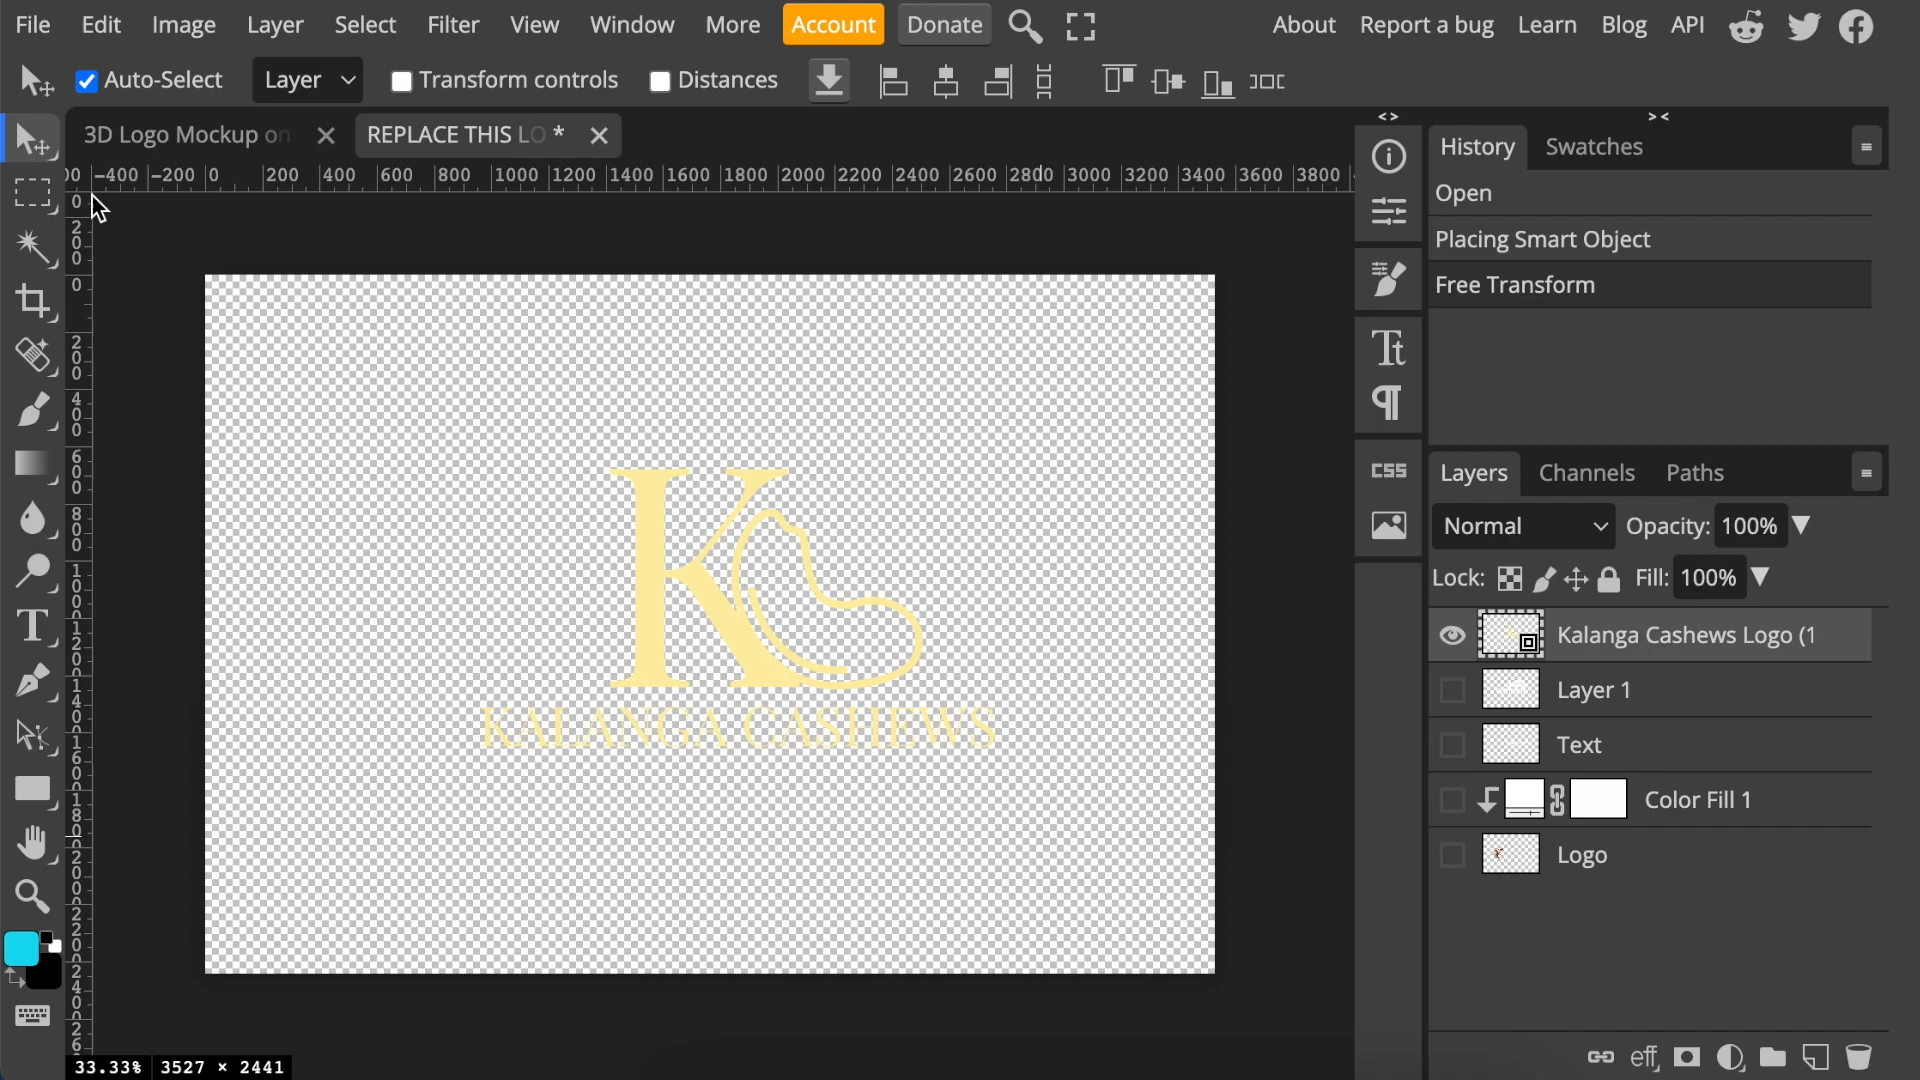 File Edit Image Layer Select Filter View Window More Account Donate About Report a bug Learn Blog API
Auto-Select Layer Transform controls Distances
3D Logo Mockup on REPLACE THIS LO *
-400 -200 0 200 400 600 800 1000 1200 1400 1600 1800 2000 2200 2400 2600 2800 3000 3200 3400 3600 3800
History Swatches
Open
Placing Smart Object
Free Transform
CSS
Layers Channels Paths
Normal Opacity: 100%
Lock: Fill: 100%
Kalanga Cashews Logo (1
Layer 1
Text
Color Fill 1
Logo
K
KALANGA CASHEWS
eff
33.33% 3527 × 2441